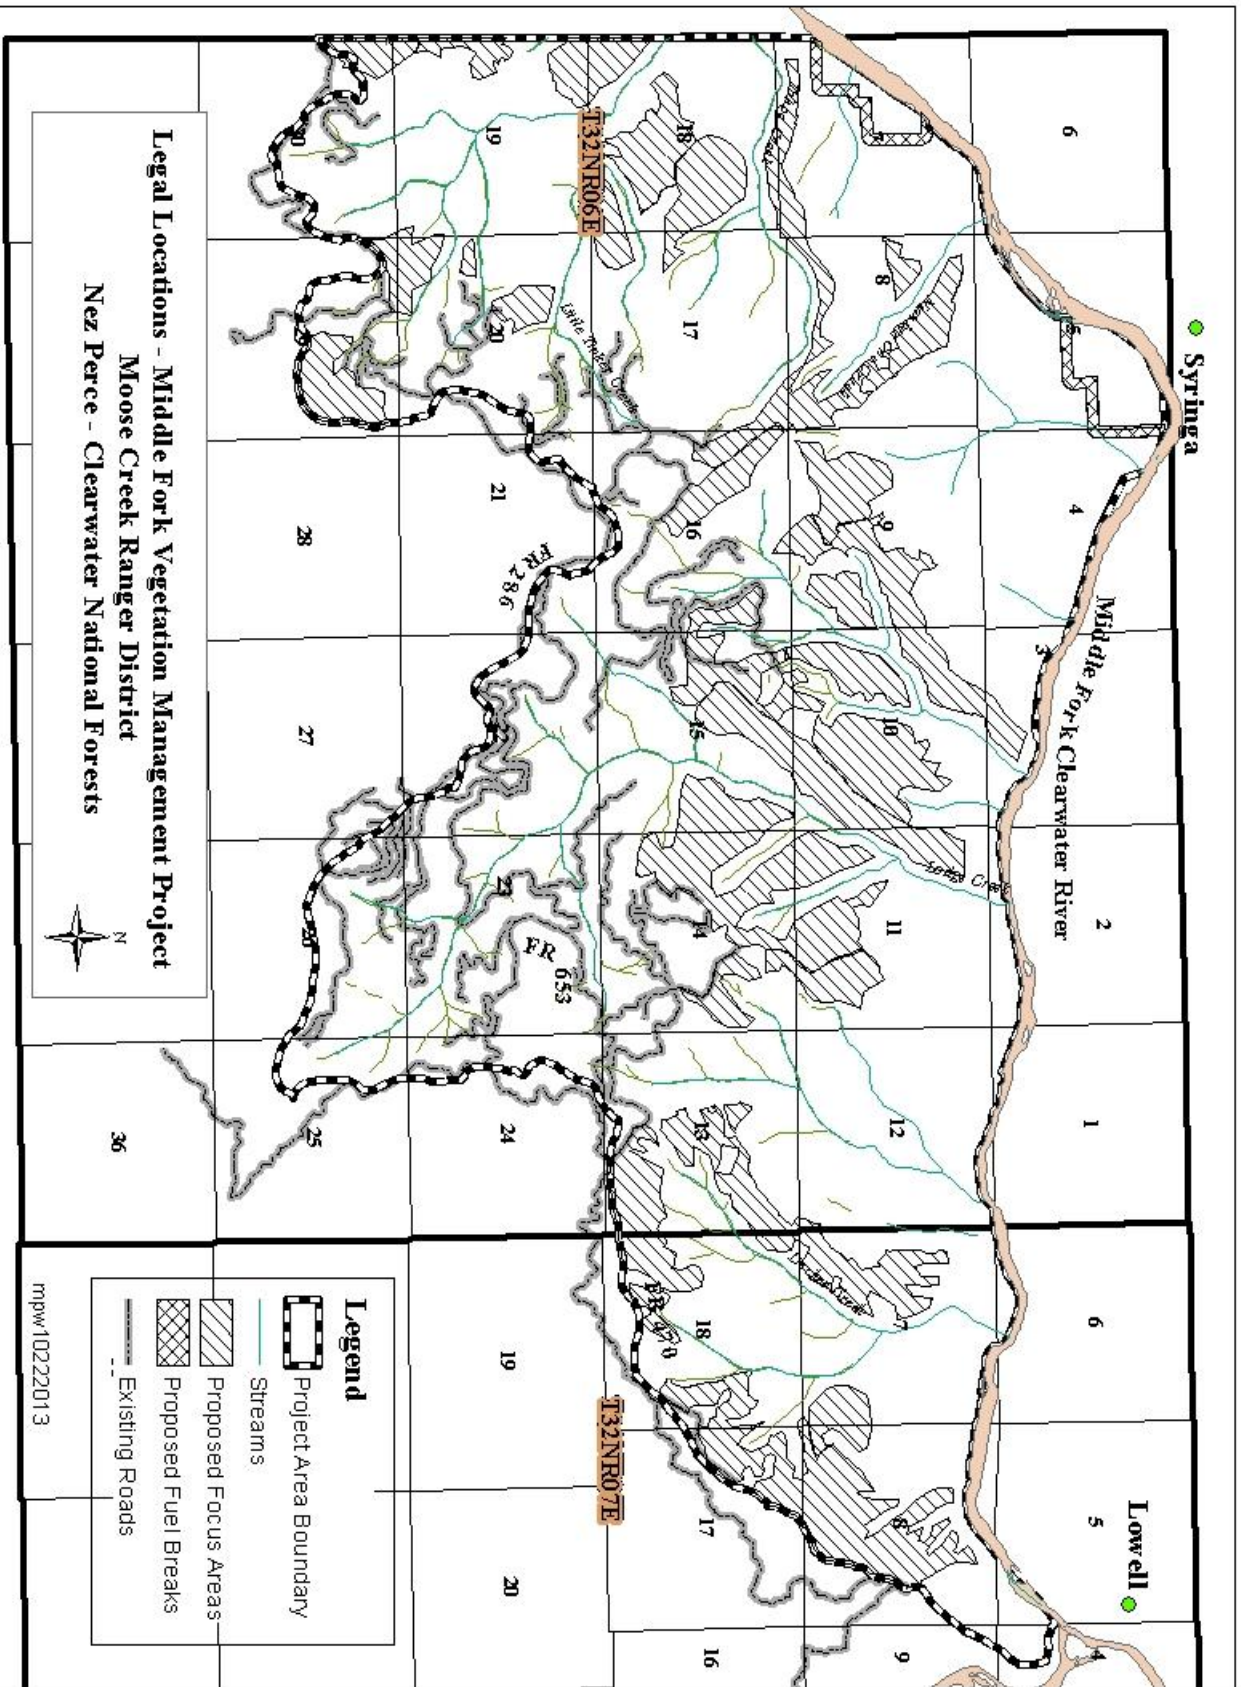 Legal Locations - Middle Fork Vegetation Management Project
Moose Creek Ranger District
Nez Perce - Clearwater National Forests
N
Syringa
Lowell
Middle Fork Clearwater River
6
5
4
3
2
1
6
5
4
7
8
9
10
11
12
7
8
9
18
17
16
15
14
13
18
17
16
T32NR06E
T32NR07E
19
20
21
23
24
19
20
30
28
27
26
25
36
Little Tinker Creek
Lodge Creek
FR 286
FR 653
FR 470
Legend
Project Area Boundary
Streams
Proposed Focus Areas
Proposed Fuel Breaks
Existing Roads
mpw10222013